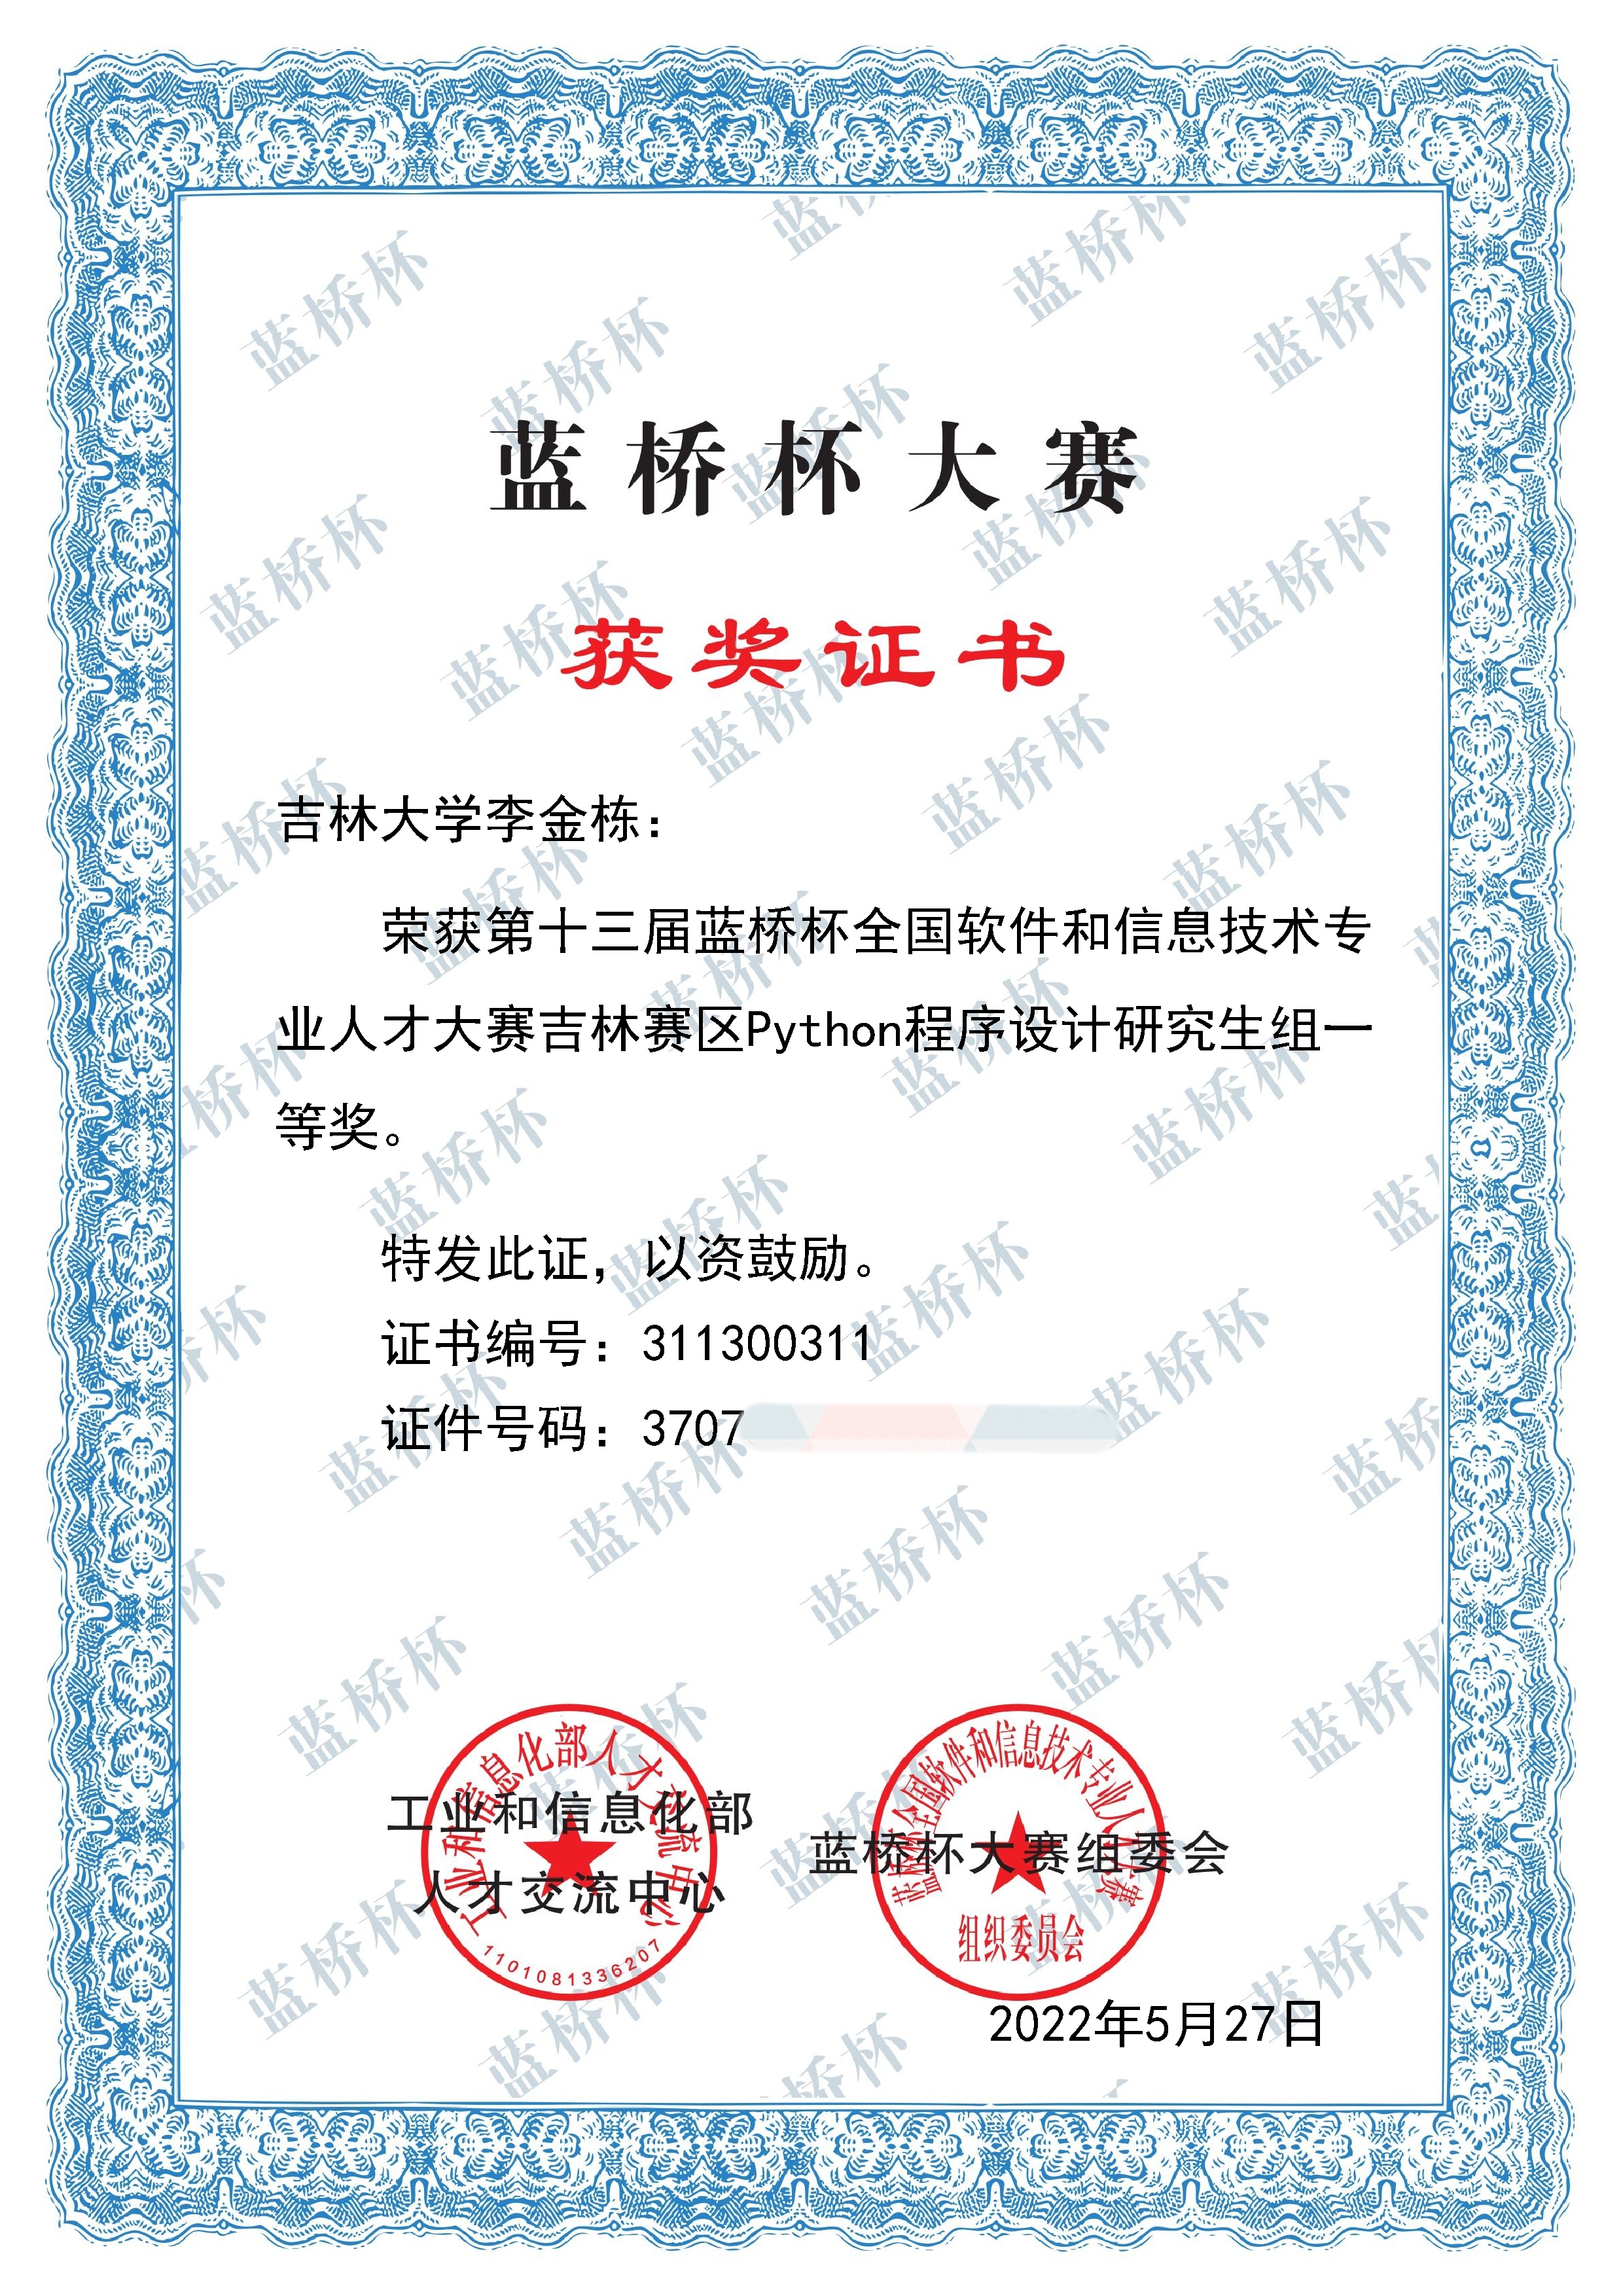 蓝桥杯大赛
获奖证书
吉林大学李金栋：
荣获第十三届蓝桥杯全国软件和信息技术专
业人才大赛吉林赛区Python程序设计研究生组一
等奖。
特发此证，以资鼓励。
证书编号：311300311
证件号码：3707
工业和信息化部
人才交流中心
工业和信息化部人才交流中心
1101081336207
蓝桥杯大赛组委会
蓝桥杯全国软件和信息技术专业人才大赛
组织委员会
2022年5月27日
蓝桥杯